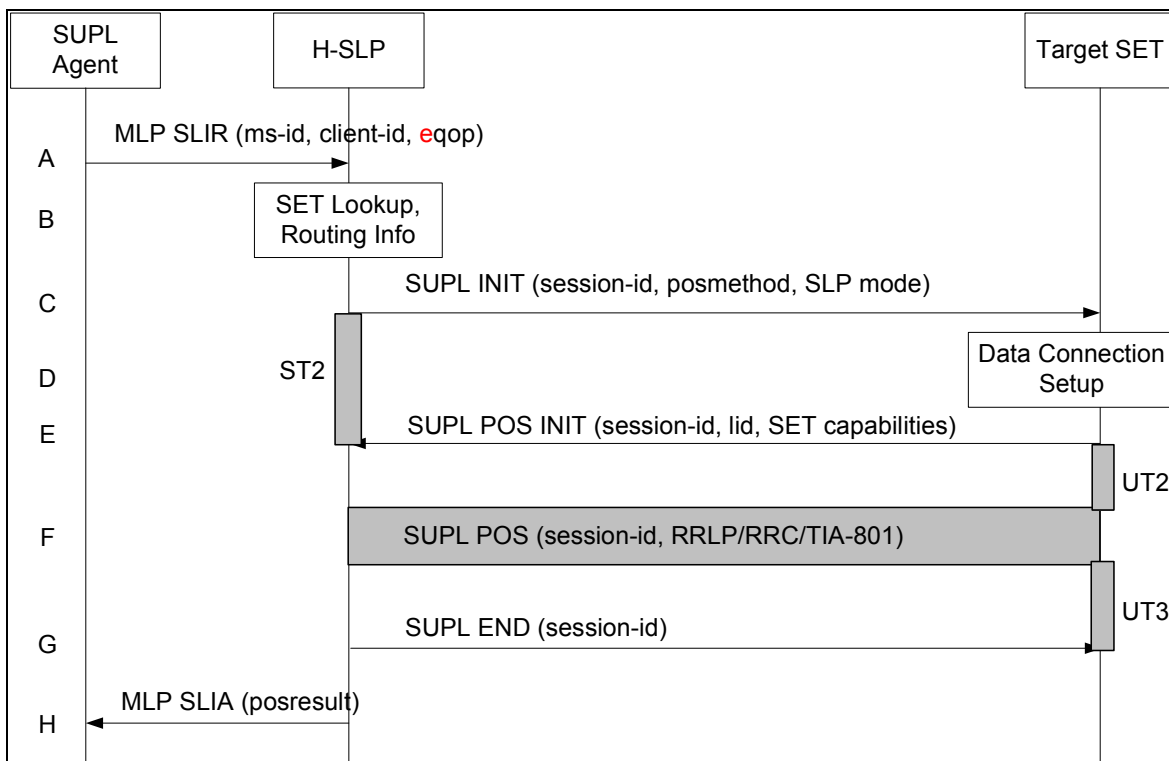 SUPL
Agent
H-SLP
Target SET
MLP SLIR (ms-id, client-id, eqop)
A
SET Lookup,
Routing Info
B
SUPL INIT (session-id, posmethod, SLP mode)
C
Data Connection
Setup
ST2
D
SUPL POS INIT (session-id, lid, SET capabilities)
E
UT2
SUPL POS (session-id, RRLP/RRC/TIA-801)
F
UT3
SUPL END (session-id)
G
MLP SLIA (posresult)
H